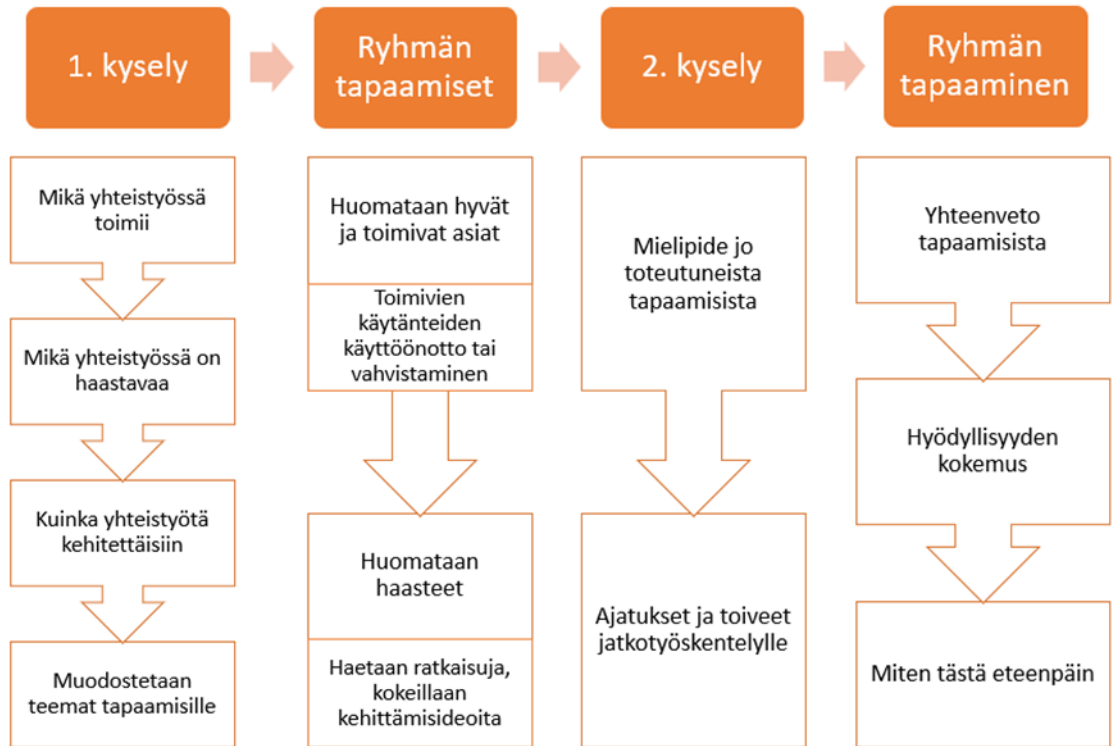 1. kysely
Ryhmän
tapaamiset
2. kysely
Ryhmän
tapaaminen
Mikä yhteistyössä
toimii
Mikä yhteistyössä on
haastavaa
Kuinka yhteistyötä
kehitettäisiin
Muodostetaan
teemat tapaamisille
Huomataan hyvät
ja toimivat asiat
Toimivien
käytänteiden
käyttöönotto tai
vahvistaminen
Huomataan
haasteet
Haetaan ratkaisuja,
kokeillaan
kehittämisideoita
Mielipide jo
toteutuneista
tapaamisista
Ajatukset ja toiveet
jatkotyöskentelylle
Yhteenveto
tapaamisista
Hyödyllisyyden
kokemus
Miten tästä eteenpäin